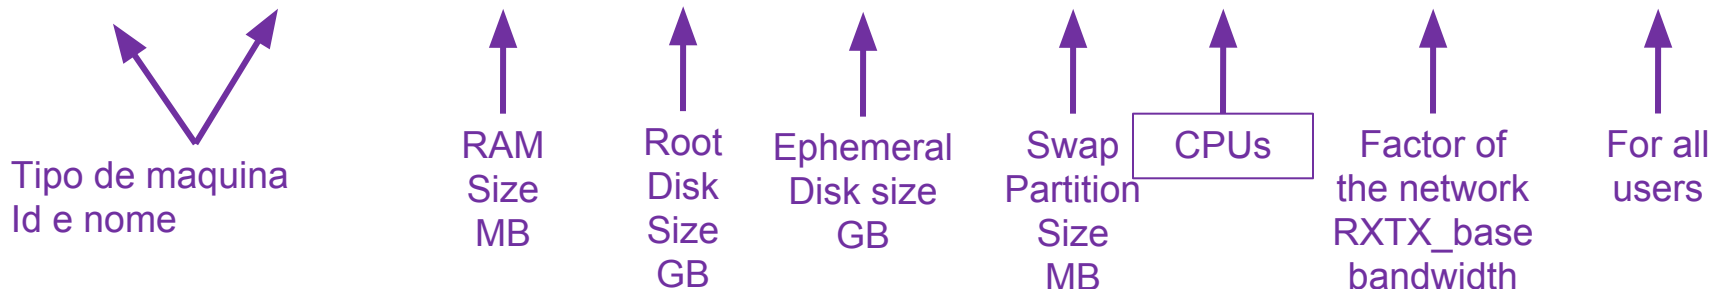 Tipo de maquina
Id e nome
RAM
Size
MB
Root
Disk
Size
GB
Ephemeral
Disk size
GB
Swap
Partition
Size
MB
CPUs
Factor of
the network
RXTX_base
bandwidth
For all
users